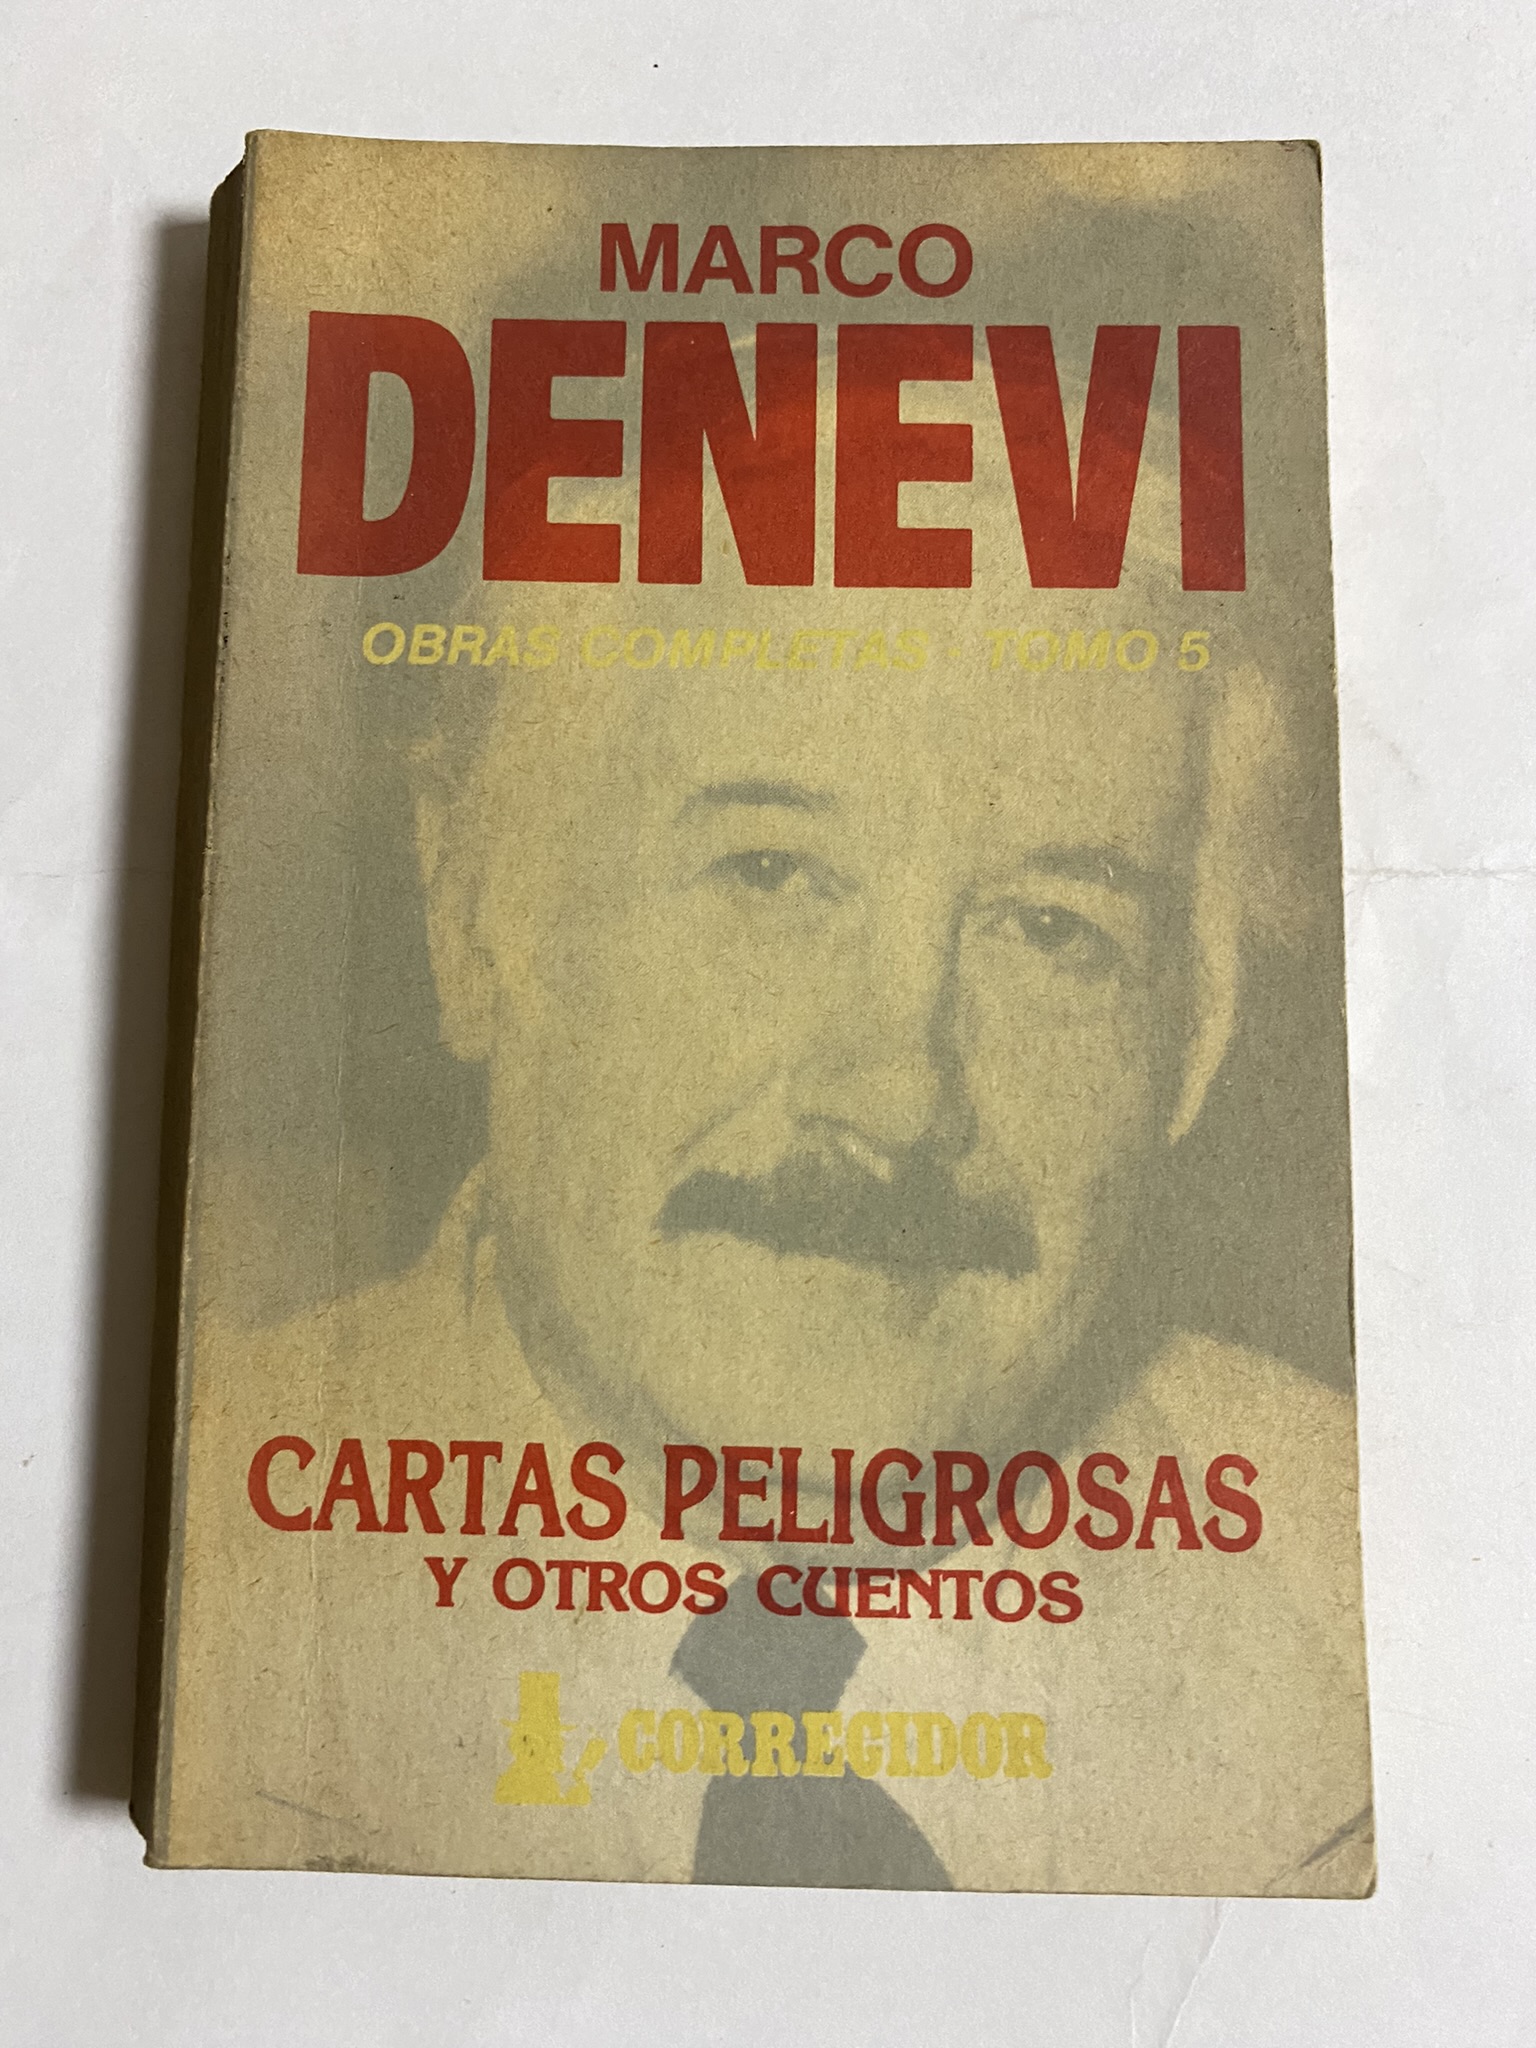 MARCO
DENEVI
OBRAS COMPLETAS - TOMO 5
CARTAS PELIGROSAS
Y OTROS CUENTOS
CORREGIDOR